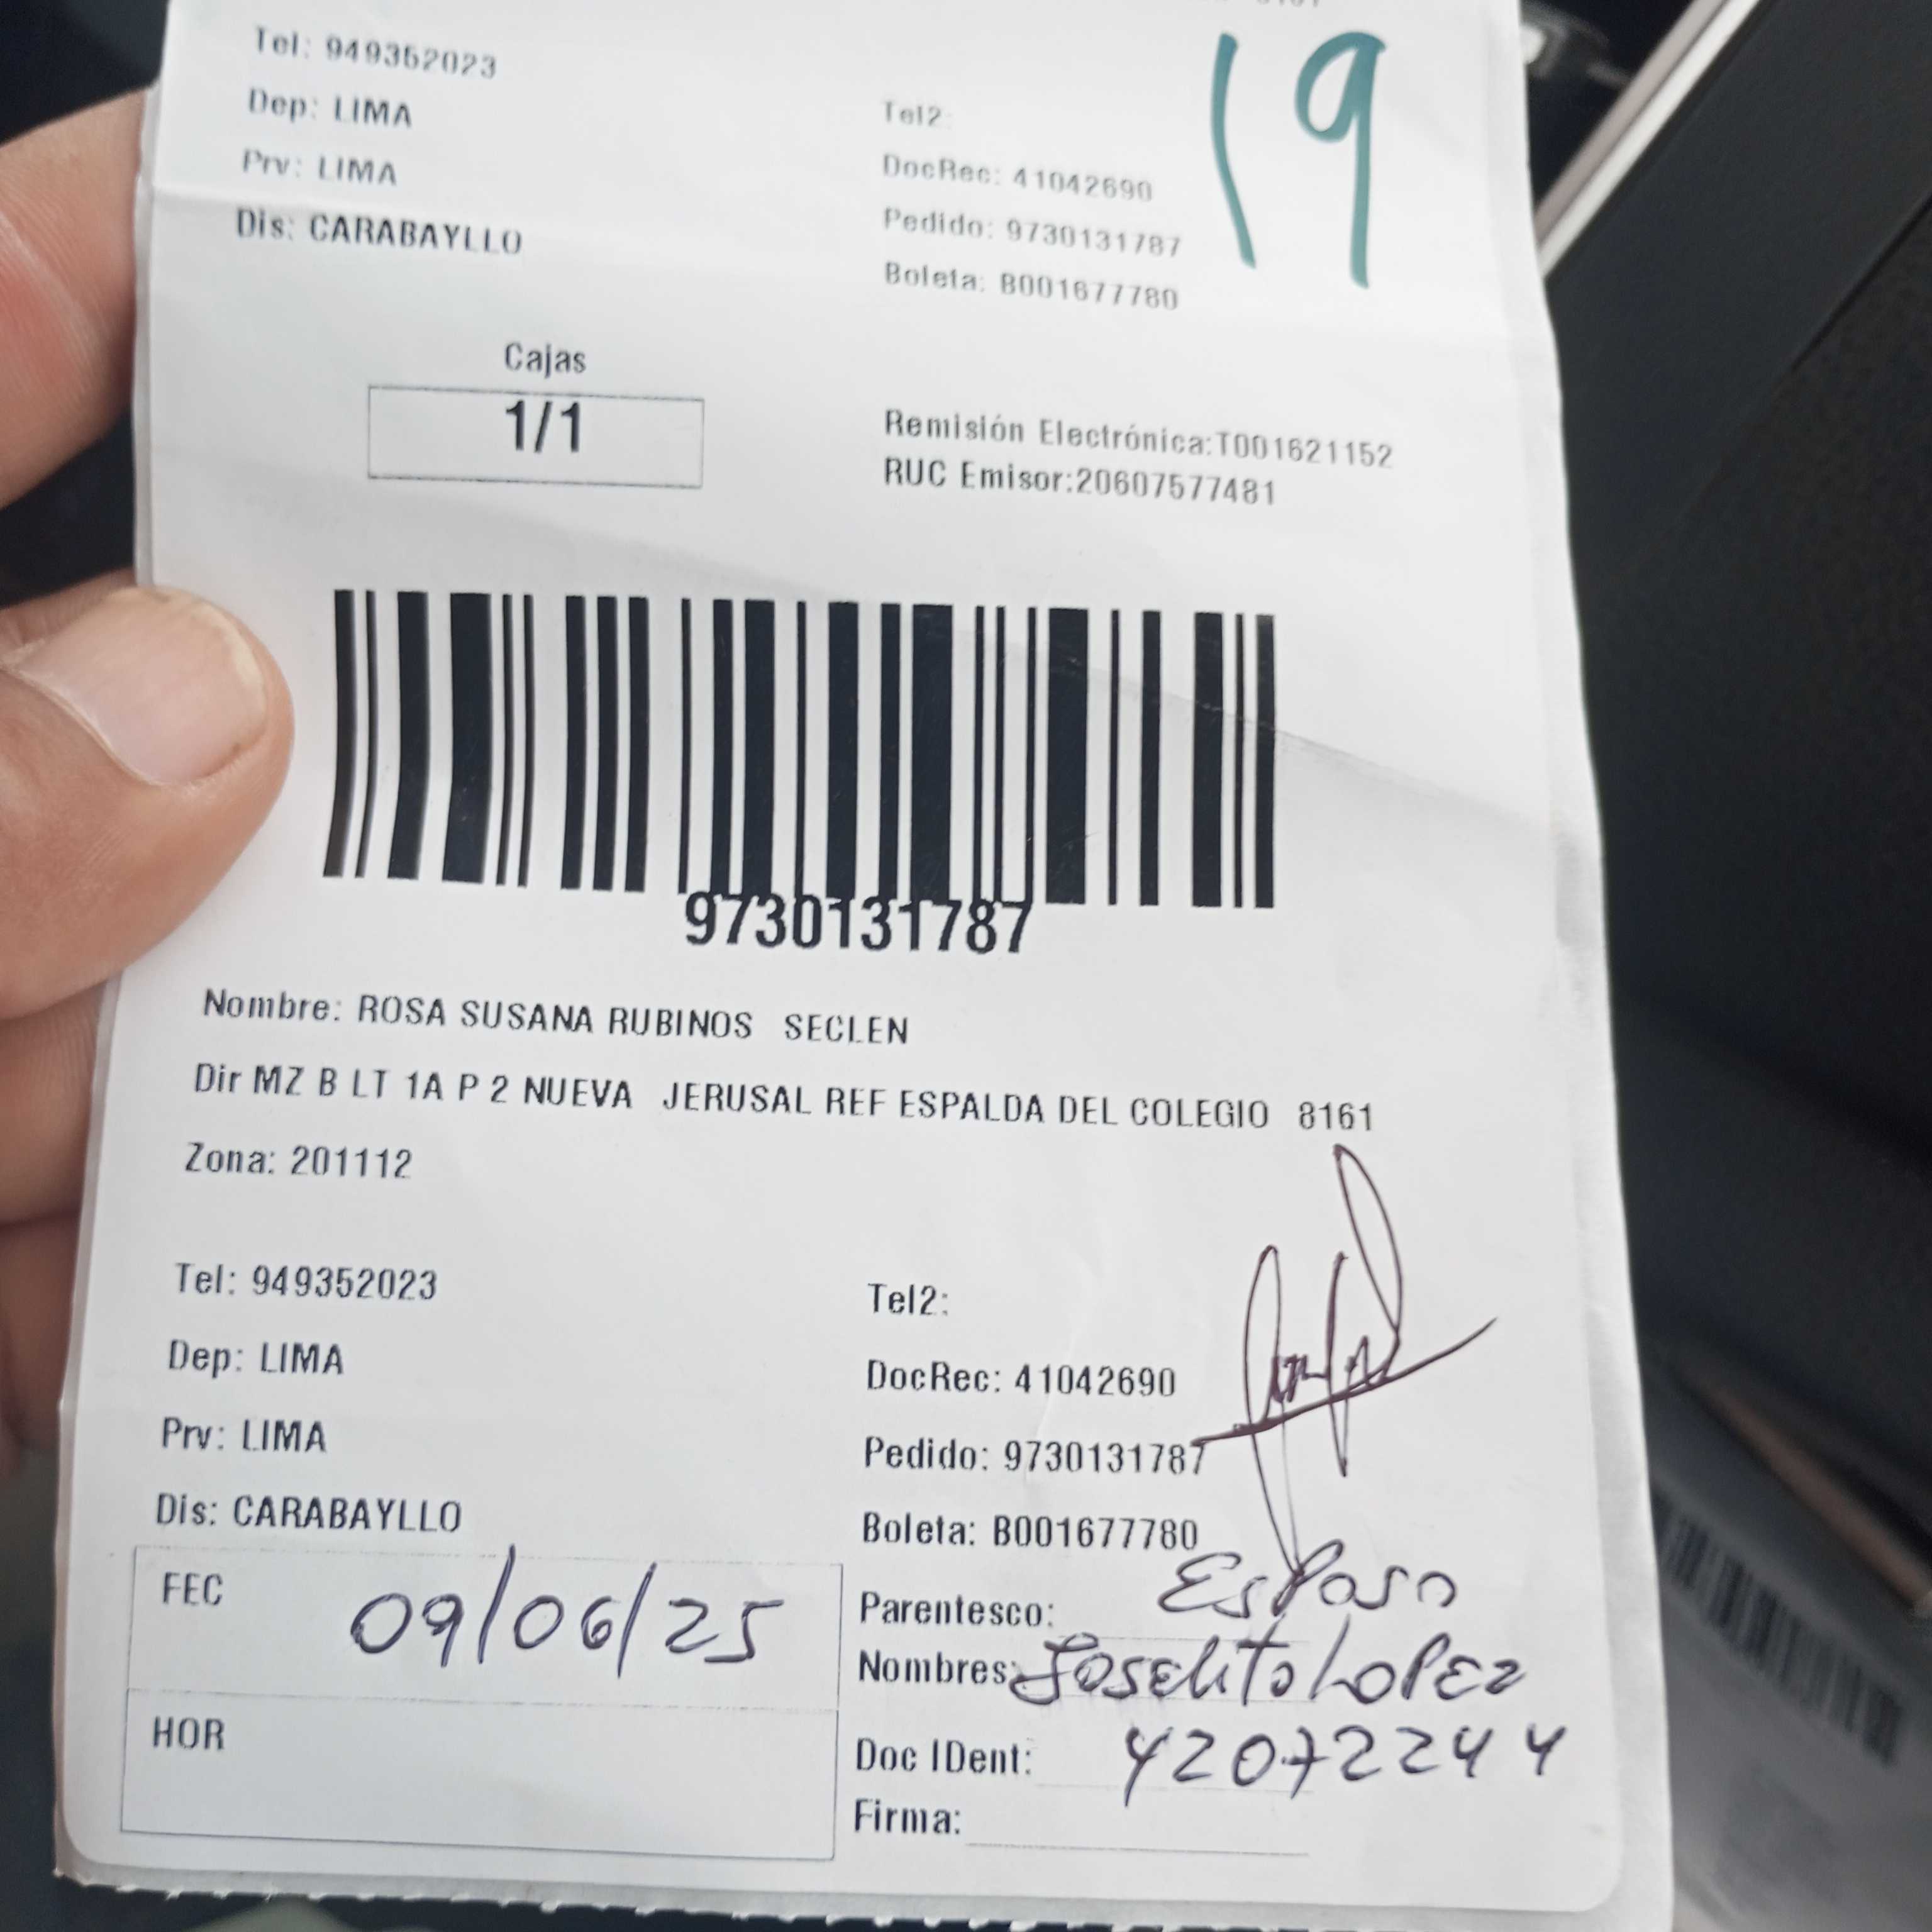 Tel: 949352023
Dep: LIMA
Prv: LIMA
Dis: CARABAYLLO
Tel2:
DocRec: 41042690
Pedido: 9730131787
Boleta: B001677780
19
Cajas
1/1
Remisión Electrónica:T001621152
RUC Emisor:20607577481
9730131787
Nombre: ROSA SUSANA RUBINOS SECLEN
Dir MZ B LT 1A P 2 NUEVA JERUSAL REF ESPALDA DEL COLEGIO 8161
Zona: 201112
Tel: 949352023
Dep: LIMA
Prv: LIMA
Dis: CARABAYLLO
Tel2:
DocRec: 41042690
Pedido: 9730131787
Boleta: B001677780
FEC 09/06/25
HOR
Parentesco: Esposo
Nombres: Joselito Lopez
Doc IDent: 42072244
Firma: